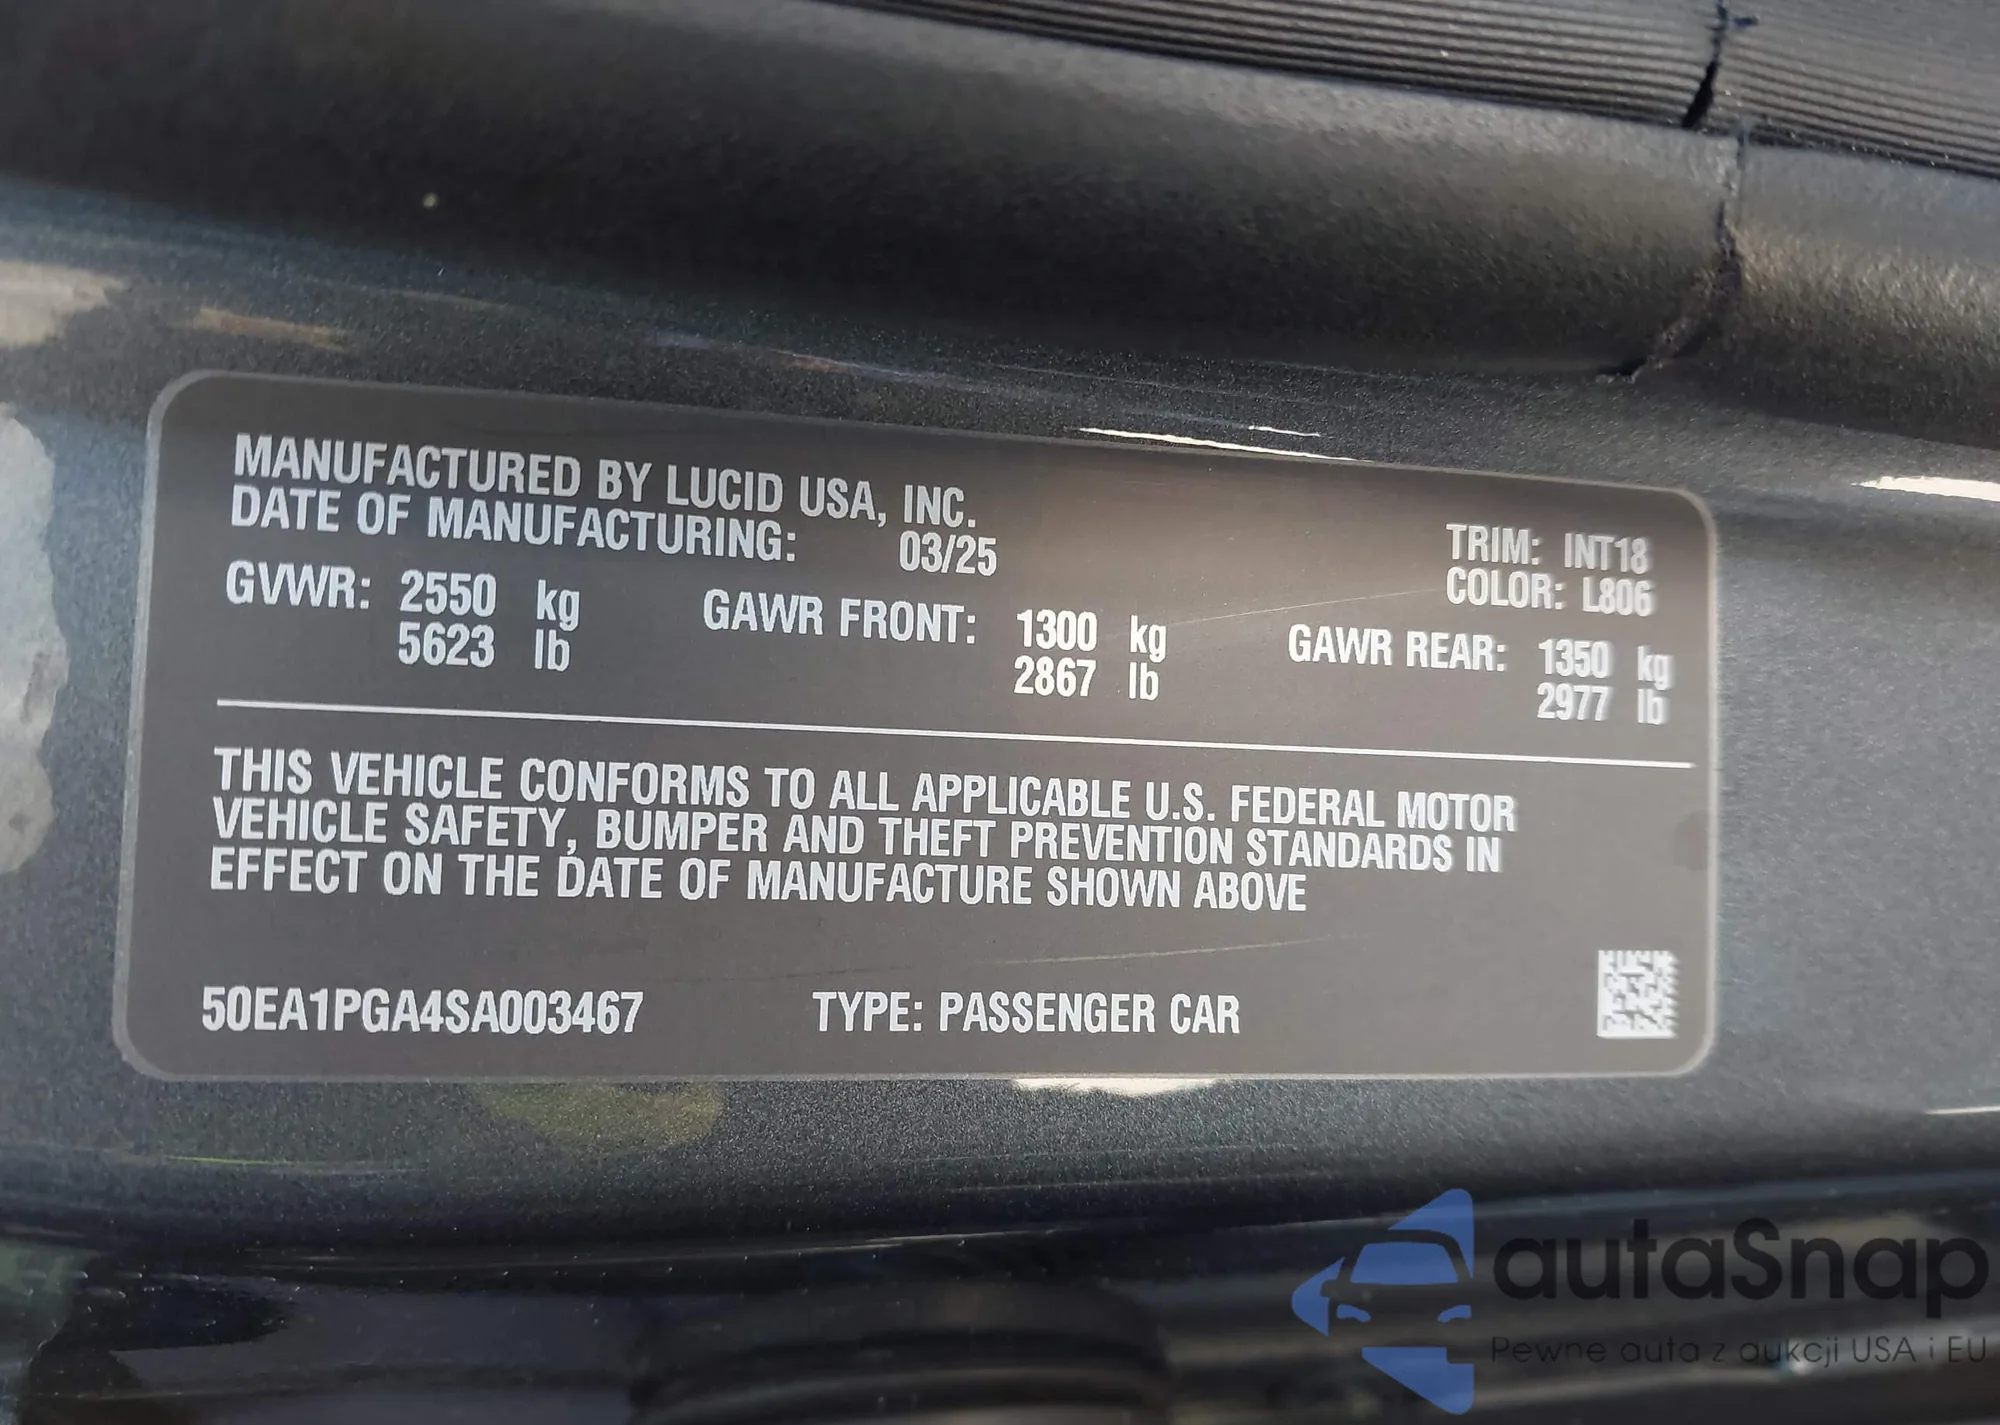 MANUFACTURED BY LUCID USA, INC.
DATE OF MANUFACTURING: 03/25
TRIM: INT18
COLOR: L806
GVWR: 2550 kg
5623 lb
GAWR FRONT: 1300 kg
2867 lb
GAWR REAR: 1350 kg
2977 lb
THIS VEHICLE CONFORMS TO ALL APPLICABLE U.S. FEDERAL MOTOR
VEHICLE SAFETY, BUMPER AND THEFT PREVENTION STANDARDS IN
EFFECT ON THE DATE OF MANUFACTURE SHOWN ABOVE
50EA1PGA4SA003467 TYPE: PASSENGER CAR
autaSnap
Pewne auta z aukcji USA i EU